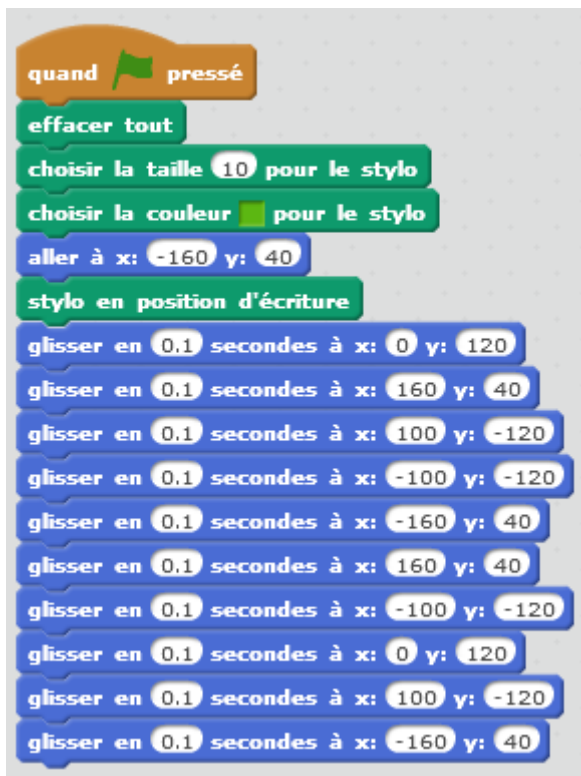 quand pressé
effacer tout
choisir la taille 10 pour le stylo
choisir la couleur pour le stylo
aller à x: -160 y: 40
stylo en position d'écriture
glisser en 0.1 secondes à x: 0 y: 120
glisser en 0.1 secondes à x: 160 y: 40
glisser en 0.1 secondes à x: 100 y: -120
glisser en 0.1 secondes à x: -100 y: -120
glisser en 0.1 secondes à x: -160 y: 40
glisser en 0.1 secondes à x: 160 y: 40
glisser en 0.1 secondes à x: -100 y: -120
glisser en 0.1 secondes à x: 0 y: 120
glisser en 0.1 secondes à x: 100 y: -120
glisser en 0.1 secondes à x: -160 y: 40